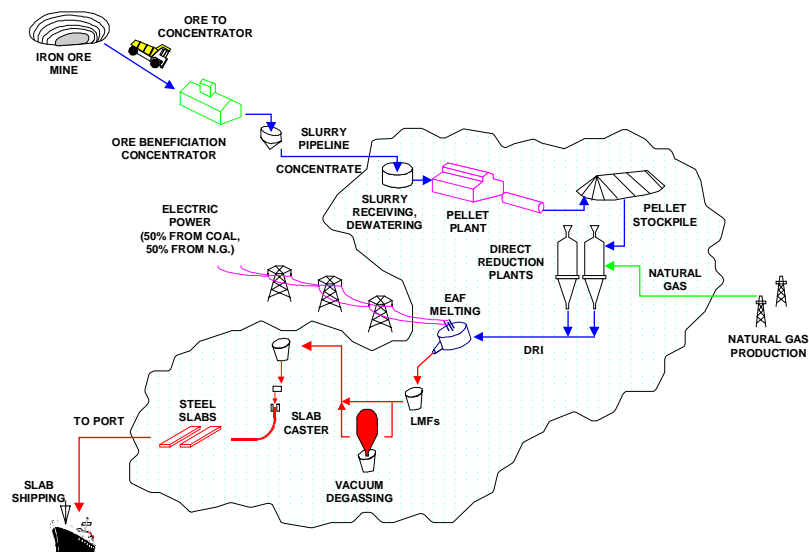 ORE TO
CONCENTRATOR
IRON ORE
MINE
ORE BENEFICIATION
CONCENTRATOR
SLURRY
PIPELINE
CONCENTRATE
ELECTRIC
POWER
(50% FROM COAL,
50% FROM N.G.)
SLURRY
RECEIVING,
DEWATERING
PELLET
PLANT
PELLET
STOCKPILE
DIRECT
REDUCTION
PLANTS
NATURAL
GAS
NATURAL GAS
PRODUCTION
EAF
MELTING
DRI
LMFs
VACUUM
DEGASSING
SLAB
CASTER
STEEL
SLABS
TO PORT
SLAB
SHIPPING